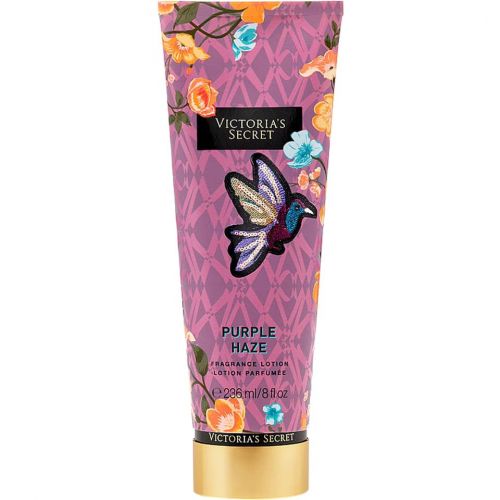 VICTORIA'S
SECRET
PURPLE
HAZE
FRAGRANCE LOTION
LOTION PARFUMÉE
℮ 236 ml/8 fl oz
VICTORIA'S SECRET